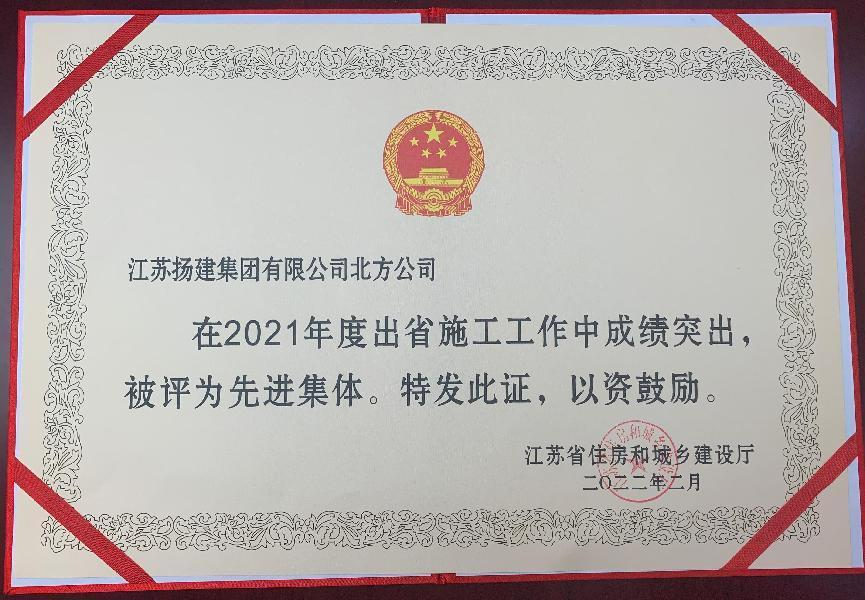 江苏扬建集团有限公司北方公司
在2021年度出省施工工作中成绩突出，
被评为先进集体。特发此证，以资鼓励。
江苏省住房和城乡建设厅
二〇二二年二月